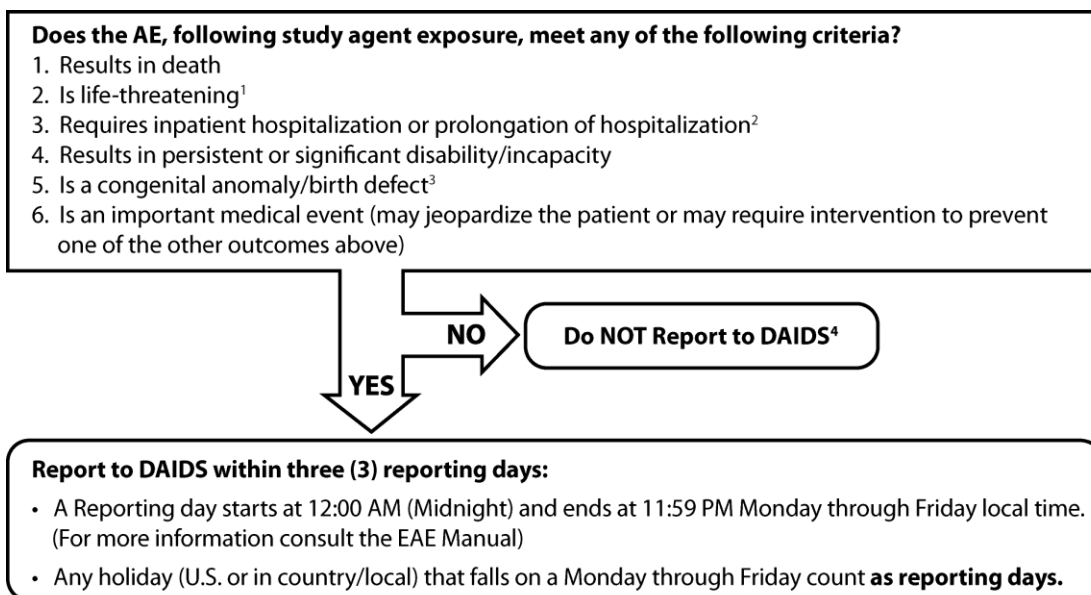 Does the AE, following study agent exposure, meet any of the following criteria?
1. Results in death
2. Is life-threatening¹
3. Requires inpatient hospitalization or prolongation of hospitalization²
4. Results in persistent or significant disability/incapacity
5. Is a congenital anomaly/birth defect³
6. Is an important medical event (may jeopardize the patient or may require intervention to prevent
one of the other outcomes above)
NO
Do NOT Report to DAIDS⁴
YES
Report to DAIDS within three (3) reporting days:
• A Reporting day starts at 12:00 AM (Midnight) and ends at 11:59 PM Monday through Friday local time.
(For more information consult the EAE Manual)
• Any holiday (U.S. or in country/local) that falls on a Monday through Friday count as reporting days.